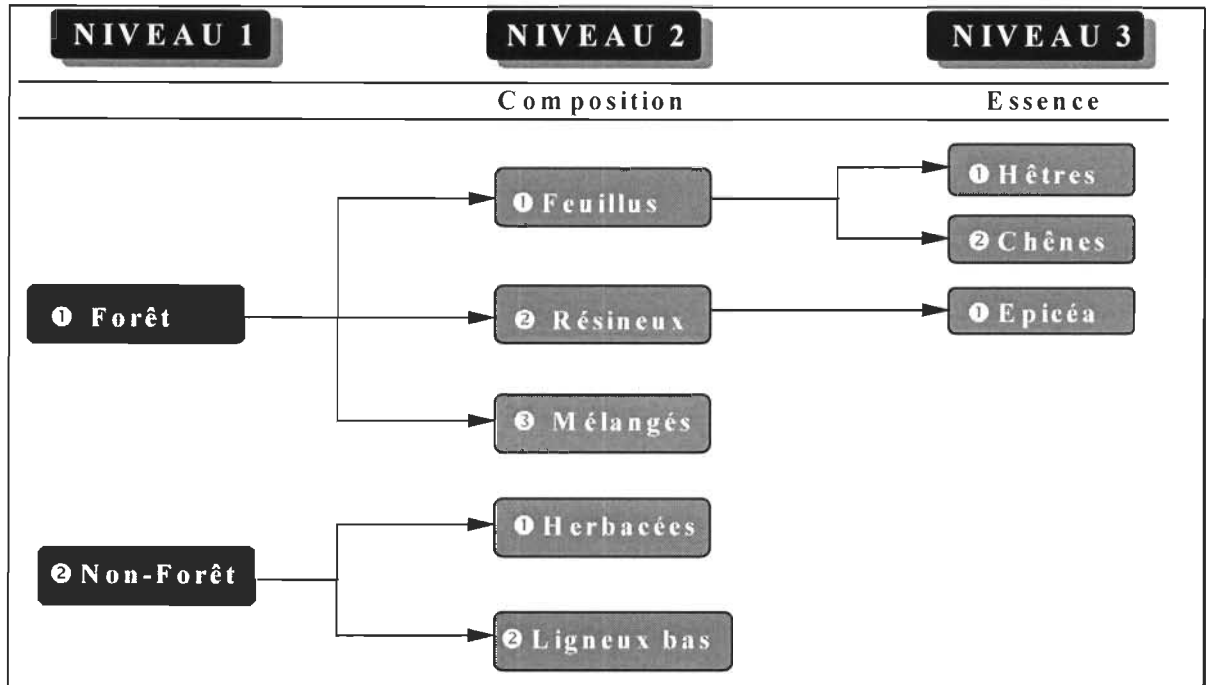 NIVEAU 1 NIVEAU 2 NIVEAU 3
Composition Essence
❶ Hêtres
❶ Feuillus
❷ Chênes
❶ Forêt ❷ Résineux ❶ Epicéa
❸ Mélangés
❶ Herbacées
❷ Non-Forêt
❷ Ligneux bas